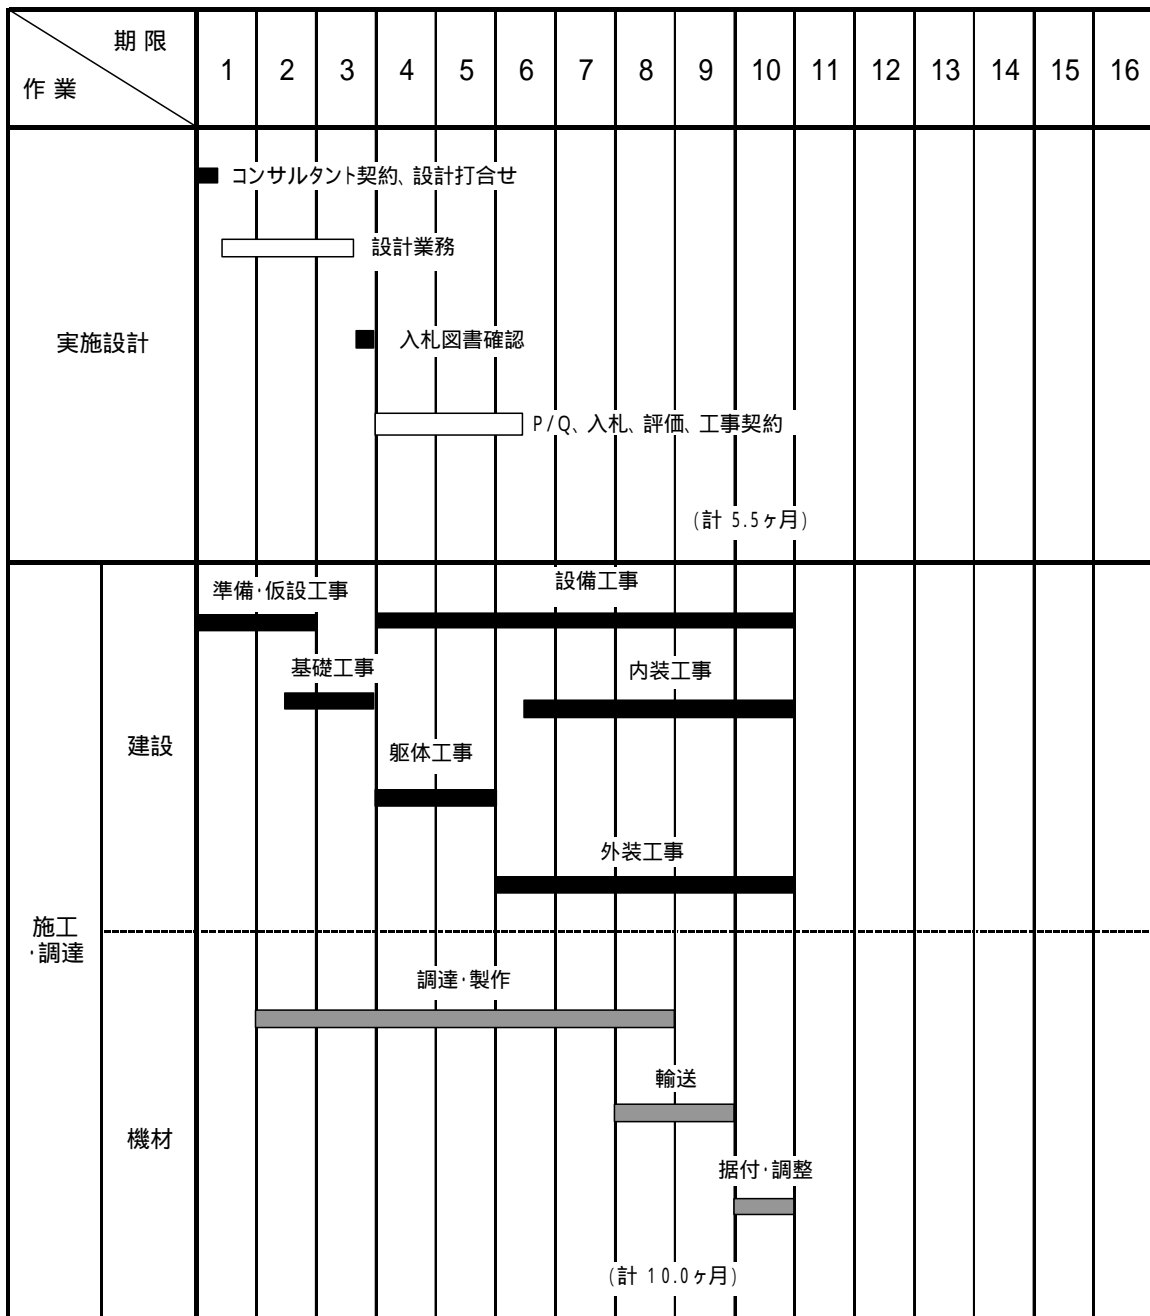 期 限
作 業
1 2 3 4 5 6 7 8 9 10 11 12 13 14 15 16
実施設計
コンサルタント契約、設計打合せ
設計業務
入札図書確認
P/Q、入札、評価、工事契約
(計 5.5ヶ月)
施工
・調達
建設
準備・仮設工事
設備工事
基礎工事
内装工事
躯体工事
外装工事
機材
調達・製作
輸送
据付・調整
(計 10.0ヶ月)